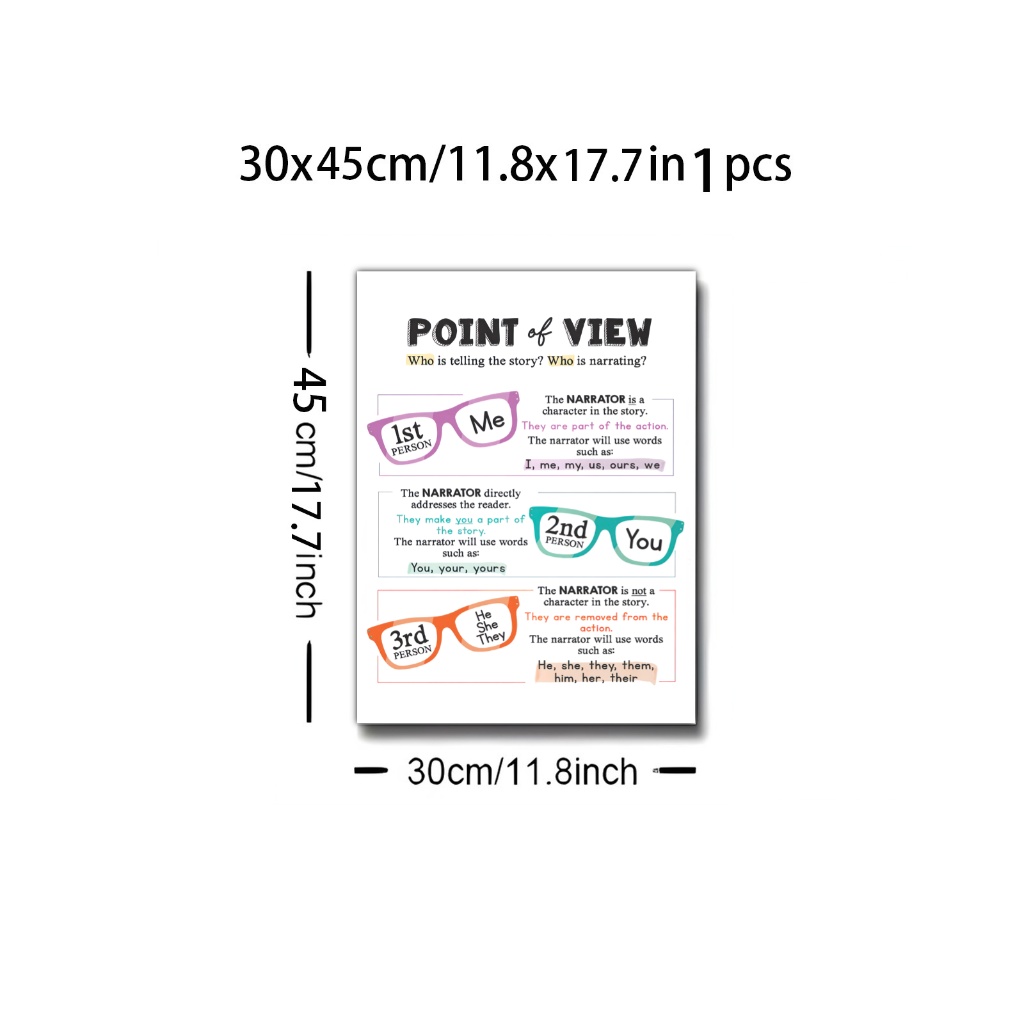 30x45cm/11.8x17.7in 1 pcs
45cm/17.7inch
POINT of VIEW
Who is telling the story? Who is narrating?
1st
PERSON
Me
The NARRATOR is a
character in the story.
They are part of the action.
The narrator will use words
such as:
I, me, my, us, ours, we
The NARRATOR directly
addresses the reader.
They make you a part of
the story.
The narrator will use words
such as:
You, your, yours
2nd
PERSON
You
3rd
PERSON
He
She
They
The NARRATOR is not a
character in the story.
They are removed from the
action.
The narrator will use words
such as:
He, she, they, them,
him, her, their
30cm/11.8inch